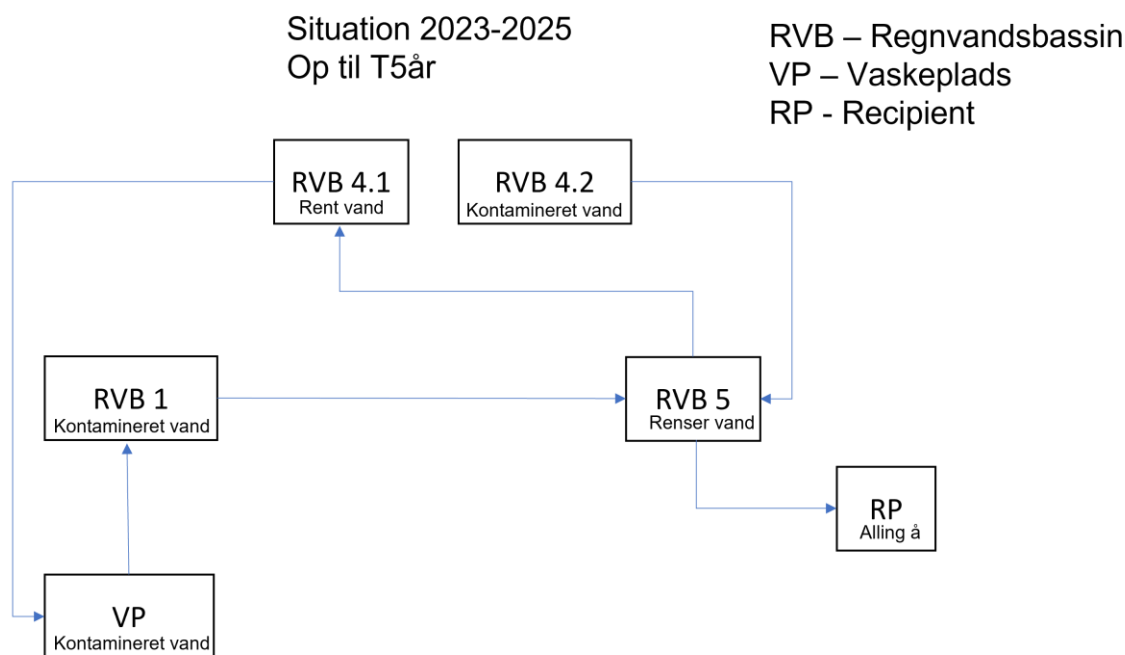 Situation 2023-2025
Op til T5år
RVB – Regnvandsbassin
VP – Vaskeplads
RP - Recipient
RVB 4.1
Rent vand
RVB 4.2
Kontamineret vand
RVB 1
Kontamineret vand
RVB 5
Renser vand
RP
Alling å
VP
Kontamineret vand